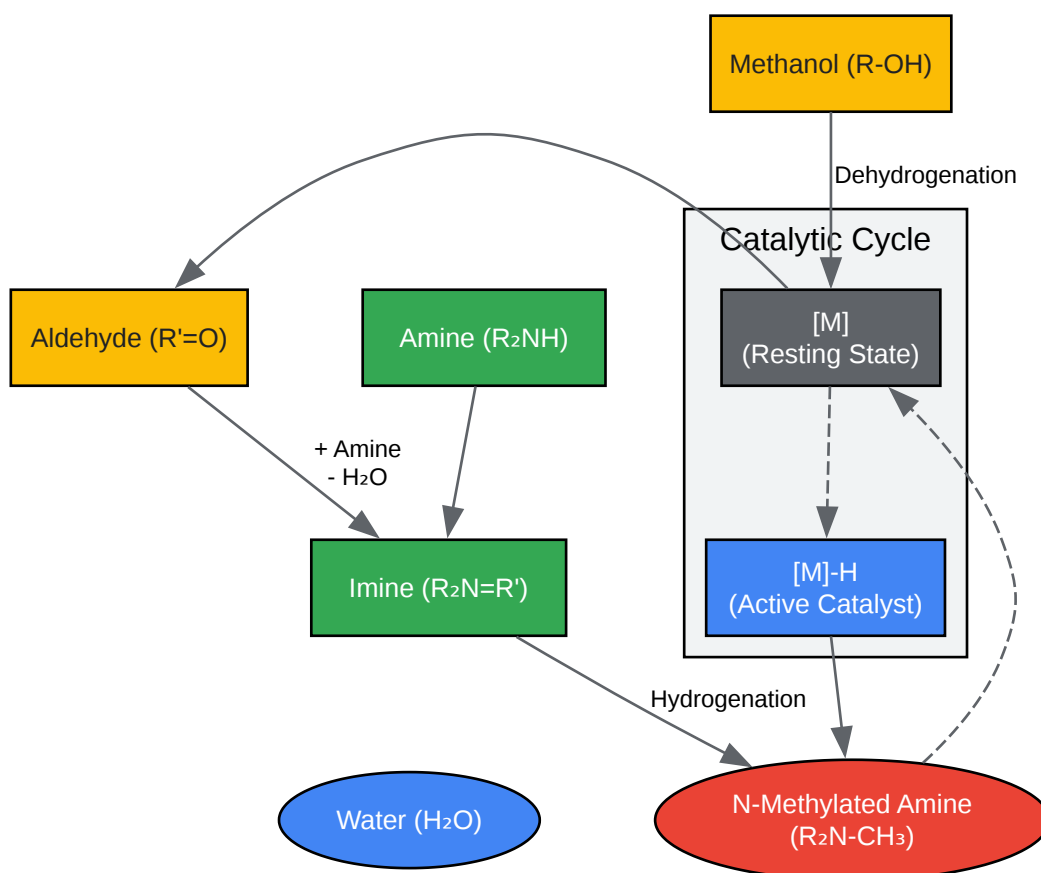 Methanol (R-OH)
Dehydrogenation
Catalytic Cycle
Aldehyde (R'=O)
Amine (R₂NH)
[M]
(Resting State)
+ Amine
- H₂O
Imine (R₂N=R')
[M]-H
(Active Catalyst)
Hydrogenation
Water (H₂O)
N-Methylated Amine
(R₂N-CH₃)